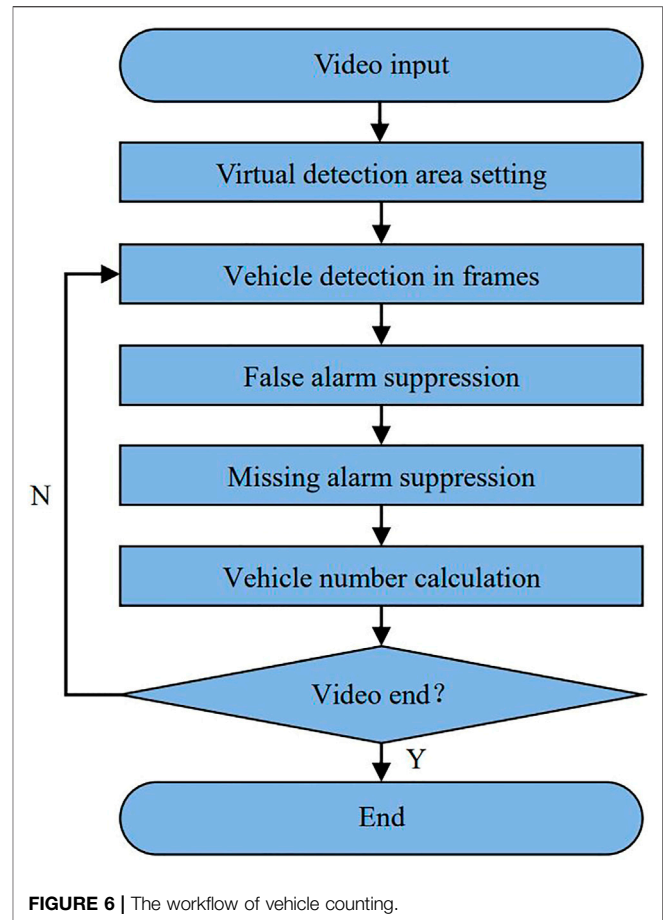 Video input
Virtual detection area setting
Vehicle detection in frames
False alarm suppression
Missing alarm suppression
N
Vehicle number calculation
Video end?
Y
End
FIGURE 6 | The workflow of vehicle counting.